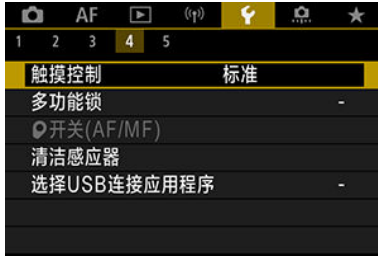 AF
1 2 3 4 5
触摸控制 标准
多功能锁 -
开关(AF/MF)
清洁感应器
选择USB连接应用程序 -